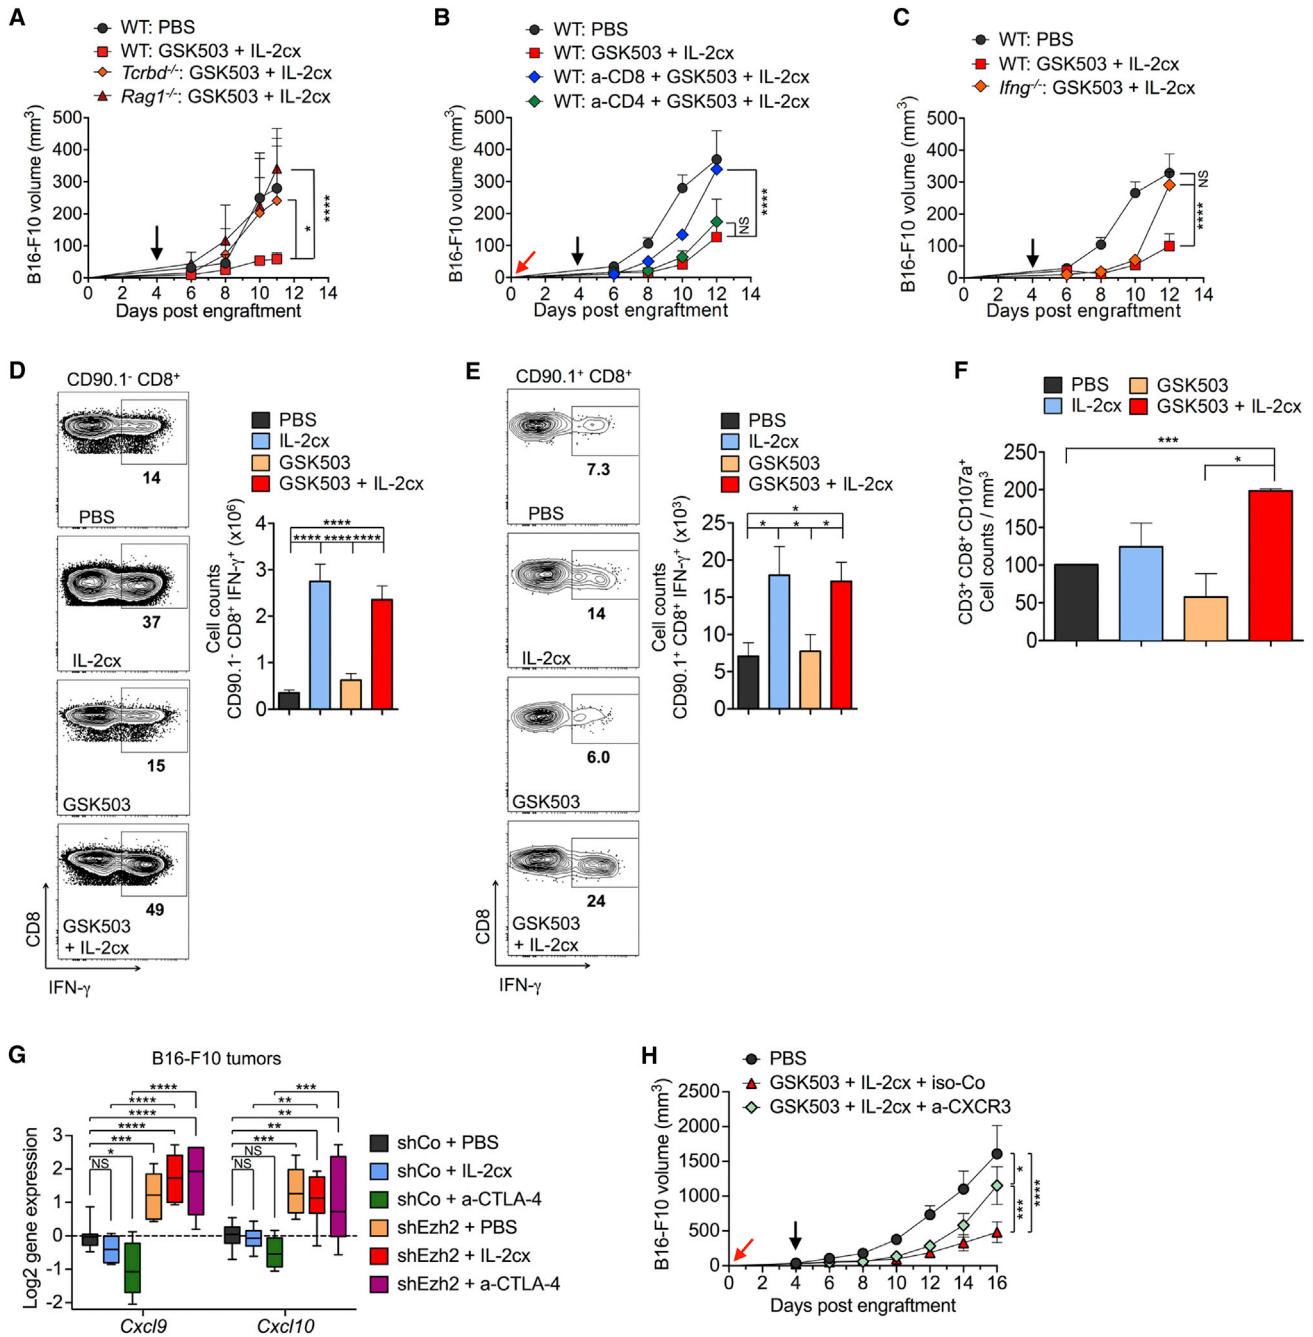 A
WT: PBS
WT: GSK503 + IL-2cx
Tcrbd-/-: GSK503 + IL-2cx
Rag1-/-: GSK503 + IL-2cx
B16-F10 volume (mm3)
500
400
300
200
100
0
0 2 4 6 8 10 12 14
Days post engraftment
*
****
B
WT: PBS
WT: GSK503 + IL-2cx
WT: a-CD8 + GSK503 + IL-2cx
WT: a-CD4 + GSK503 + IL-2cx
B16-F10 volume (mm3)
500
400
300
200
100
0
0 2 4 6 8 10 12 14
Days post engraftment
NS
****
C
WT: PBS
WT: GSK503 + IL-2cx
Ifng-/-: GSK503 + IL-2cx
B16-F10 volume (mm3)
500
400
300
200
100
0
0 2 4 6 8 10 12 14
Days post engraftment
NS
****
D
CD90.1- CD8+
14
PBS
37
IL-2cx
15
GSK503
49
GSK503
+ IL-2cx
CD8
IFN-γ
PBS
IL-2cx
GSK503
GSK503 + IL-2cx
Cell counts
CD90.1- CD8+ IFN-γ+ (x106)
4
3
2
1
0
****
**** **** ****
E
CD90.1+ CD8+
7.3
PBS
14
IL-2cx
6.0
GSK503
24
GSK503
+ IL-2cx
CD8
IFN-γ
PBS
IL-2cx
GSK503
GSK503 + IL-2cx
Cell counts
CD90.1+ CD8+ IFN-γ+ (x103)
25
20
15
10
5
0
*
* * *
F
PBS GSK503
IL-2cx GSK503 + IL-2cx
CD3+ CD8+ CD107a+
Cell counts / mm3
250
200
150
100
50
0
***
*
G
B16-F10 tumors
Log2 gene expression
3
2
1
0
-1
-2
**** ***
**** **
**** **
**** **
*** ***
* NS
NS NS
Cxcl9 Cxcl10
shCo + PBS
shCo + IL-2cx
shCo + a-CTLA-4
shEzh2 + PBS
shEzh2 + IL-2cx
shEzh2 + a-CTLA-4
H
PBS
GSK503 + IL-2cx + iso-Co
GSK503 + IL-2cx + a-CXCR3
B16-F10 volume (mm3)
2500
2000
1500
1000
500
0
0 2 4 6 8 10 12 14 16
Days post engraftment
*
***
****